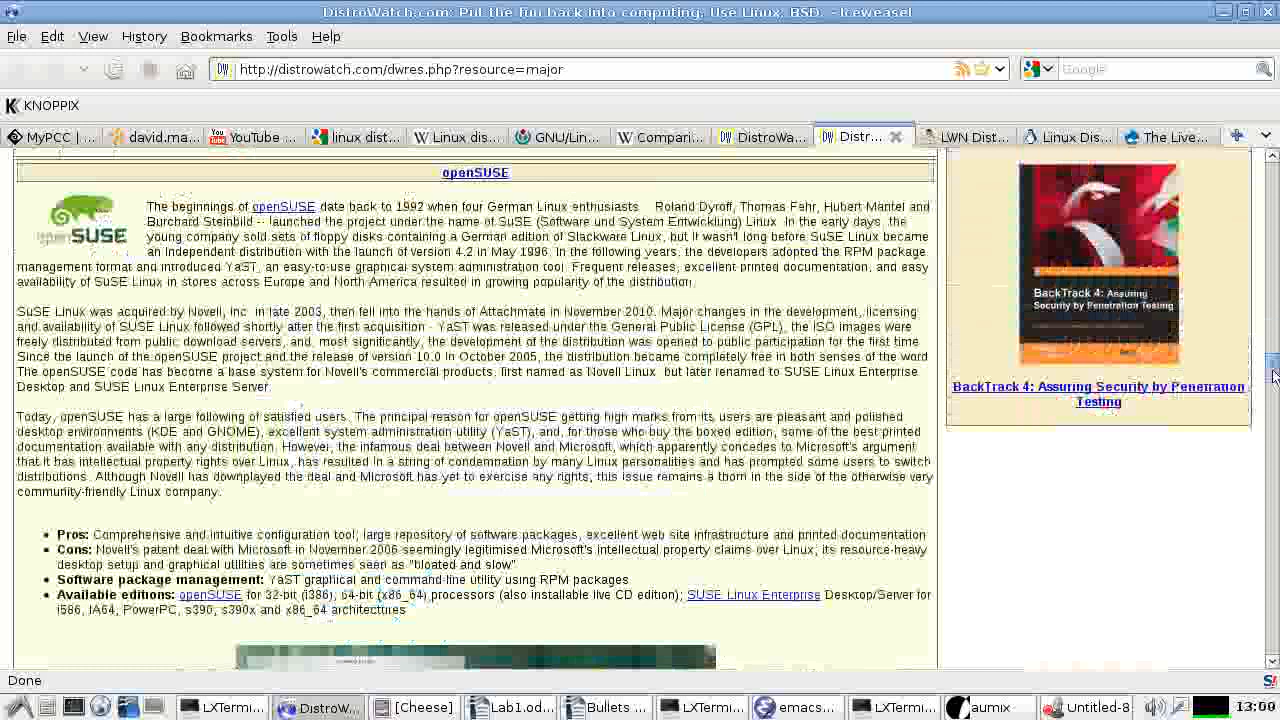 DistroWatch.com: Put the fun back into computing. Use Linux, BSD. - Iceweasel
File Edit View History Bookmarks Tools Help
http://distrowatch.com/dwres.php?resource=major
Google
KNOPPIX
MyPCC | ... david.ma... YouTube ... linux dist... Linux dis... GNU/Lin... Compari... DistroWa... Distr... LWN Dist... Linux Dis... The Live...
openSUSE
openSUSE
The beginnings of openSUSE date back to 1992 when four German Linux enthusiasts Roland Dyroff, Thomas Fehr, Hubert Mantel and
Burchard Steinbild -- launched the project under the name of SuSE (Software und System Entwicklung) Linux. In the early days, the
young company sold sets of floppy disks containing a German edition of Slackware Linux, but it wasn't long before SuSE Linux became
an independent distribution with the launch of version 4.2 in May 1996. In the following years, the developers adopted the RPM package
management format and introduced YaST, an easy-to-use graphical system administration tool. Frequent releases, excellent printed documentation, and easy
availability of SuSE Linux in stores across Europe and North America resulted in growing popularity of the distribution.
SuSE Linux was acquired by Novell, Inc. in late 2003, then fell into the hands of Attachmate in November 2010. Major changes in the development, licensing
and availability of SUSE Linux followed shortly after the first acquisition - YaST was released under the General Public License (GPL), the ISO images were
freely distributed from public download servers, and, most significantly, the development of the distribution was opened to public participation for the first time.
Since the launch of the openSUSE project and the release of version 10.0 in October 2005, the distribution became completely free in both senses of the word.
The openSUSE code has become a base system for Novell's commercial products, first named as Novell Linux, but later renamed to SUSE Linux Enterprise
Desktop and SUSE Linux Enterprise Server.
Today, openSUSE has a large following of satisfied users. The principal reason for openSUSE getting high marks from its users are pleasant and polished
desktop environments (KDE and GNOME), excellent system administration utility (YaST), and, for those who buy the boxed edition, some of the best printed
documentation available with any distribution. However, the infamous deal between Novell and Microsoft, which apparently concedes to Microsoft's argument
that it has intellectual property rights over Linux, has resulted in a string of condemnation by many Linux personalities and has prompted some users to switch
distributions. Although Novell has downplayed the deal and Microsoft has yet to exercise any rights, this issue remains a thorn in the side of the otherwise very
community-friendly Linux company.
• Pros: Comprehensive and intuitive configuration tool; large repository of software packages, excellent web site infrastructure and printed documentation
• Cons: Novell's patent deal with Microsoft in November 2006 seemingly legitimised Microsoft's intellectual property claims over Linux; its resource-heavy
desktop setup and graphical utilities are sometimes seen as "bloated and slow"
• Software package management: YaST graphical and command-line utility using RPM packages
• Available editions: openSUSE for 32-bit (i386), 64-bit (x86_64) processors (also installable live CD edition); SUSE Linux Enterprise Desktop/Server for
i586, IA64, PowerPC, s390, s390x and x86_64 architectures
BackTrack 4: Assuring
Security by Penetration Testing
BackTrack 4: Assuring Security by Penetration
Testing
Done
LXTermi... DistroW... [Cheese] Lab1.od... Bullets ... LXTermi... emacs... LXTermi... aumix Untitled-8 13:00